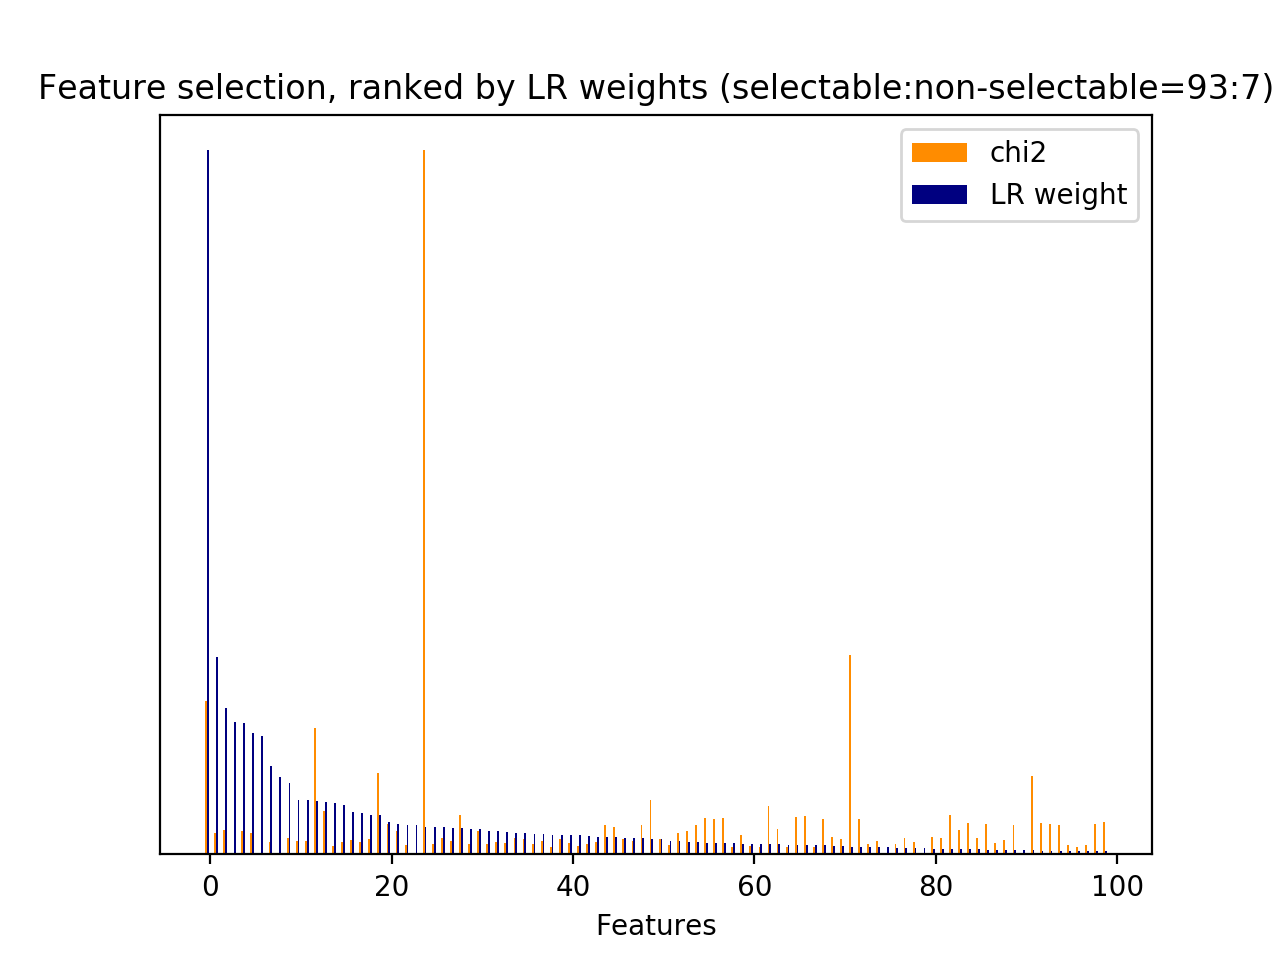 Feature selection, ranked by LR weights (selectable:non-selectable=93:7)
chi2
LR weight
0 20 40 60 80 100
Features